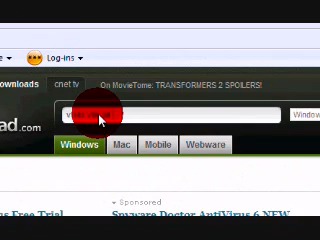 Log-ins
ownloads cnet tv On MovieTome: TRANSFORMERS 2 SPOILERS!
ad.com
Window
Windows Mac Mobile Webware
Sponsored
ns Free Trial Spyware Doctor AntiVirus 6 NEW